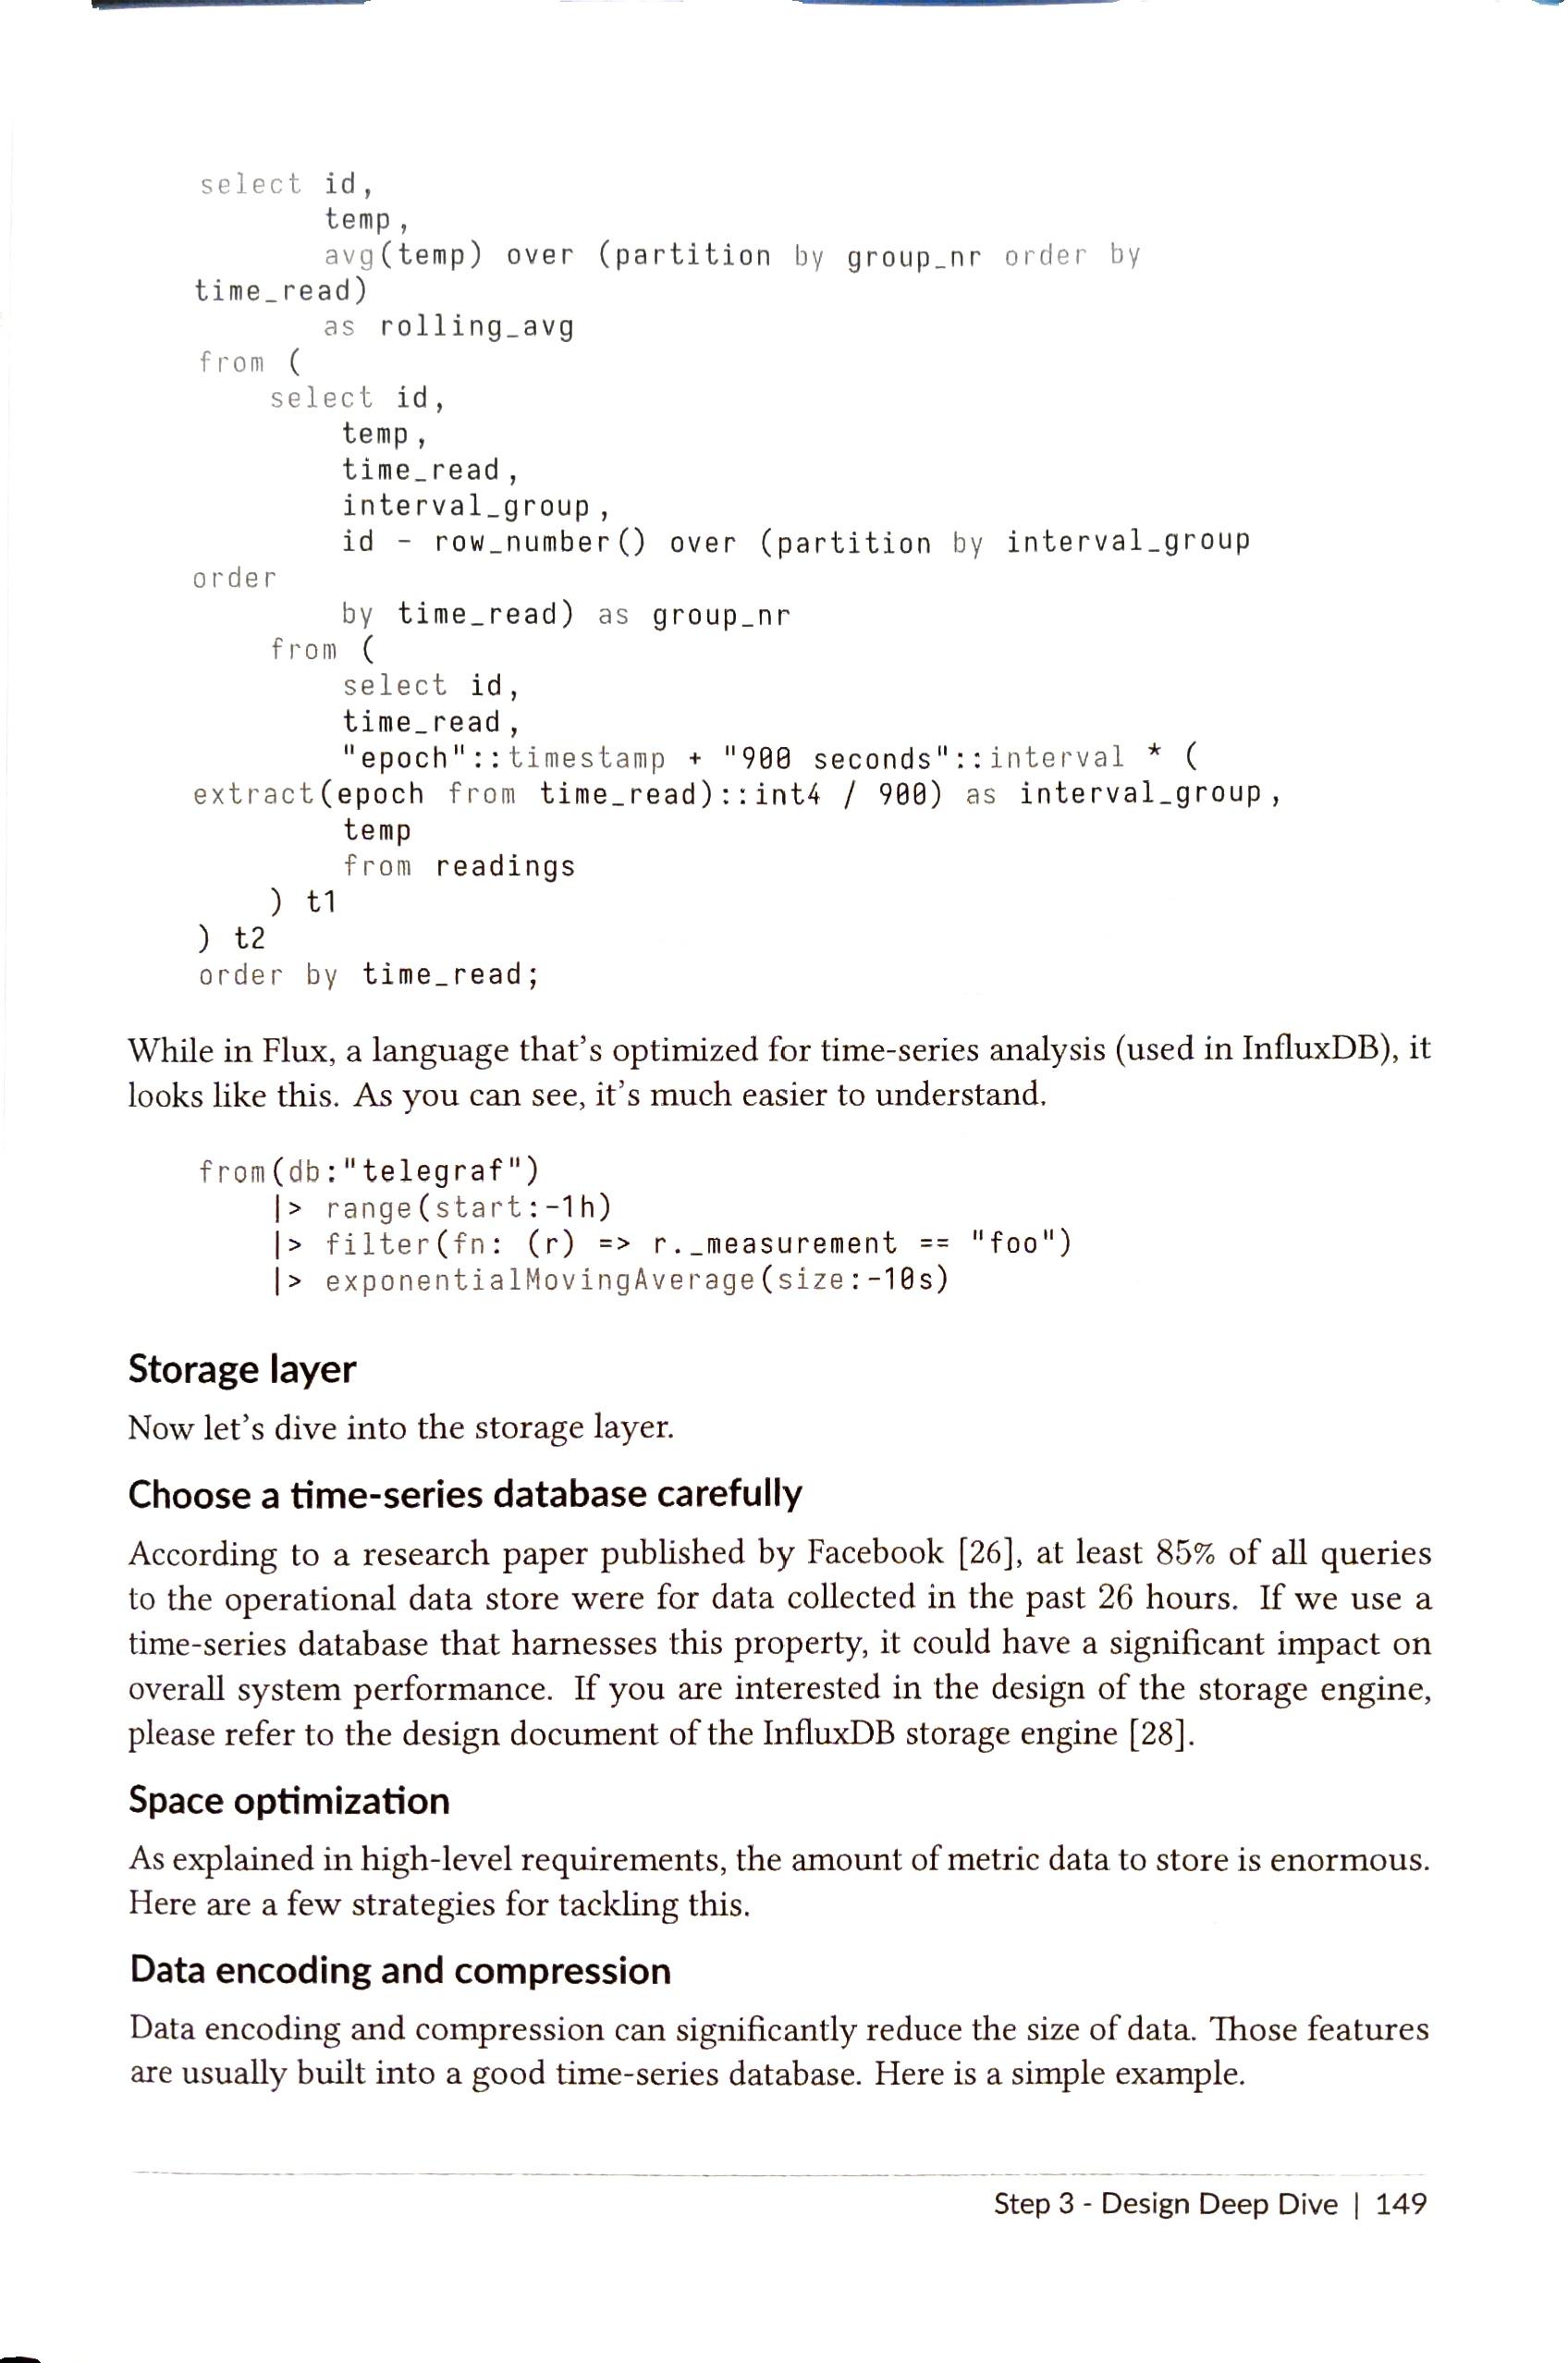 select id,
temp,
avg(temp) over (partition by group_nr order by
time_read)
as rolling_avg
from (
select id,
temp,
time_read,
interval_group,
id - row_number() over (partition by interval_group
order
by time_read) as group_nr
from (
select id,
time_read,
"epoch"::timestamp + "900 seconds"::interval * (
extract(epoch from time_read)::int4 / 900) as interval_group,
temp
from readings
) t1
) t2
order by time_read;
While in Flux, a language that's optimized for time-series analysis (used in InfluxDB), it
looks like this. As you can see, it's much easier to understand.
from(db:"telegraf")
|> range(start:-1h)
|> filter(fn: (r) => r._measurement == "foo")
|> exponentialMovingAverage(size:-10s)
Storage layer
Now let's dive into the storage layer.
Choose a time-series database carefully
According to a research paper published by Facebook [26], at least 85% of all queries
to the operational data store were for data collected in the past 26 hours. If we use a
time-series database that harnesses this property, it could have a significant impact on
overall system performance. If you are interested in the design of the storage engine,
please refer to the design document of the InfluxDB storage engine [28].
Space optimization
As explained in high-level requirements, the amount of metric data to store is enormous.
Here are a few strategies for tackling this.
Data encoding and compression
Data encoding and compression can significantly reduce the size of data. Those features
are usually built into a good time-series database. Here is a simple example.
Step 3 - Design Deep Dive | 149